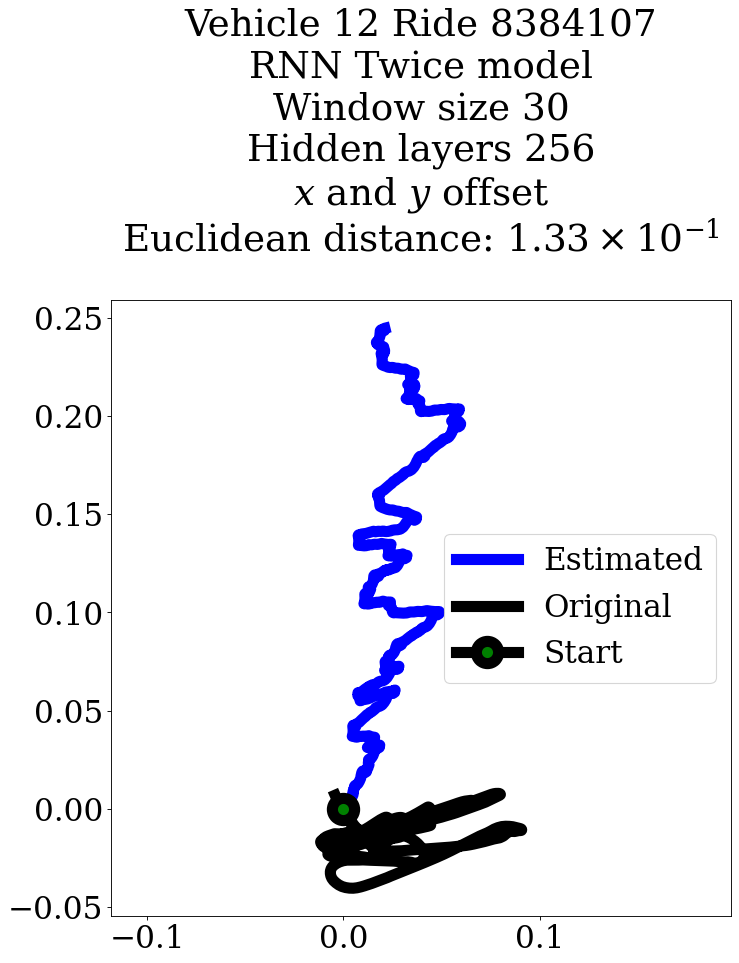 Vehicle 12 Ride 8384107
RNN Twice model
Window size 30
Hidden layers 256
x and y offset
Euclidean distance: 1.33 × 10⁻¹
0.25
0.20
0.15
0.10
0.05
0.00
−0.05
Estimated
Original
Start
−0.1
0.0
0.1